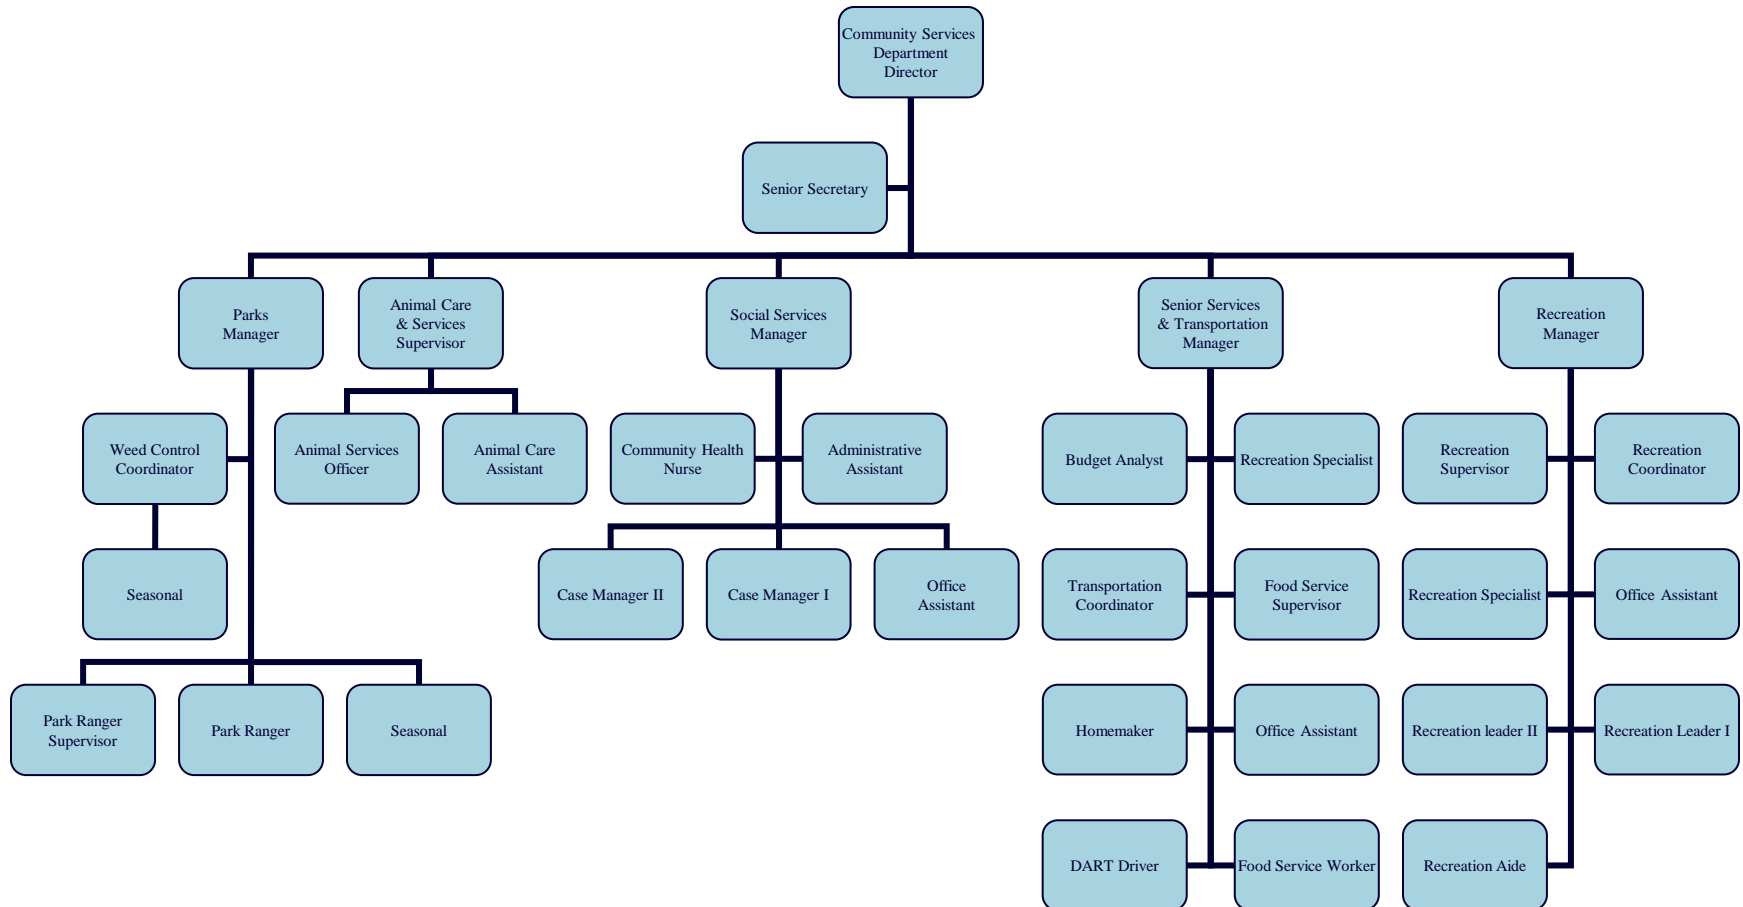 Community Services
Department
Director
Senior Secretary
Parks
Manager
Animal Care
& Services
Supervisor
Social Services
Manager
Senior Services
& Transportation
Manager
Recreation
Manager
Weed Control
Coordinator
Animal Services
Officer
Animal Care
Assistant
Community Health
Nurse
Administrative
Assistant
Budget Analyst
Recreation Specialist
Recreation
Supervisor
Recreation
Coordinator
Seasonal
Case Manager II
Case Manager I
Office
Assistant
Transportation
Coordinator
Food Service
Supervisor
Recreation Specialist
Office Assistant
Park Ranger
Supervisor
Park Ranger
Seasonal
Homemaker
Office Assistant
Recreation leader II
Recreation Leader I
DART Driver
Food Service Worker
Recreation Aide